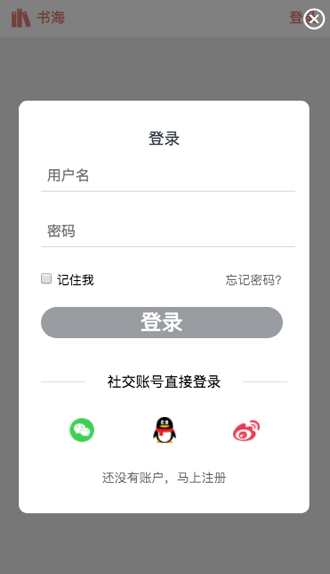 书海
登录
用户名
密码
记住我 忘记密码?
登录
社交账号直接登录
还没有账户，马上注册